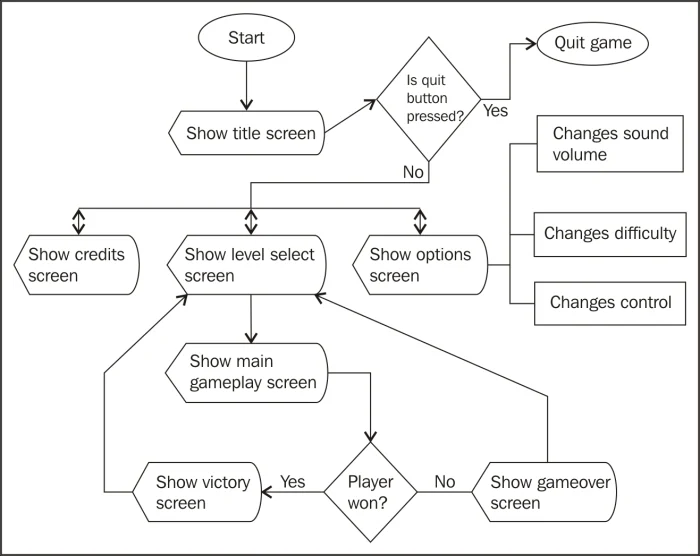 Start
Quit game
Is quit
button
pressed?
Yes
Show title screen
Changes sound
volume
No
Show credits
screen
Show level select
screen
Show options
screen
Changes difficulty
Changes control
Show main
gameplay screen
Show victory
screen
Yes
Player
won?
No
Show gameover
screen